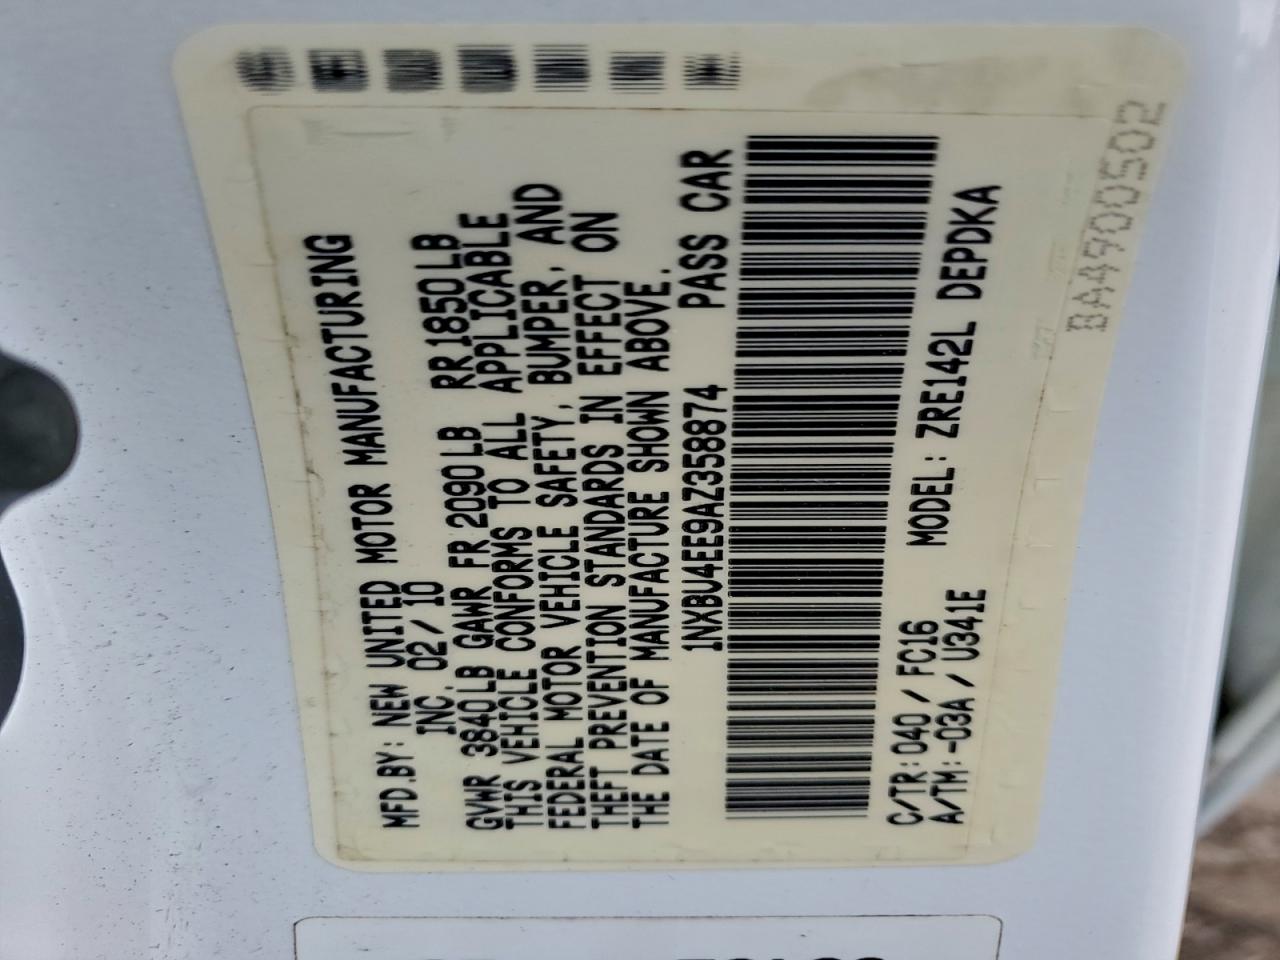 MFD.BY: NEW UNITED MOTOR MANUFACTURING
INC. 02/10
GVWR 3840LB GAWR FR 2090LB RR 1850LB
THIS VEHICLE CONFORMS TO ALL APPLICABLE
FEDERAL MOTOR VEHICLE SAFETY, BUMPER, AND
THEFT PREVENTION STANDARDS IN EFFECT ON
THE DATE OF MANUFACTURE SHOWN ABOVE.
1NXBU4EE9AZ358874 PASS CAR
C/TR: 040 / FC16 MODEL: ZRE142L DEPDKA
A/TM: -03A / U341E
BA4900502